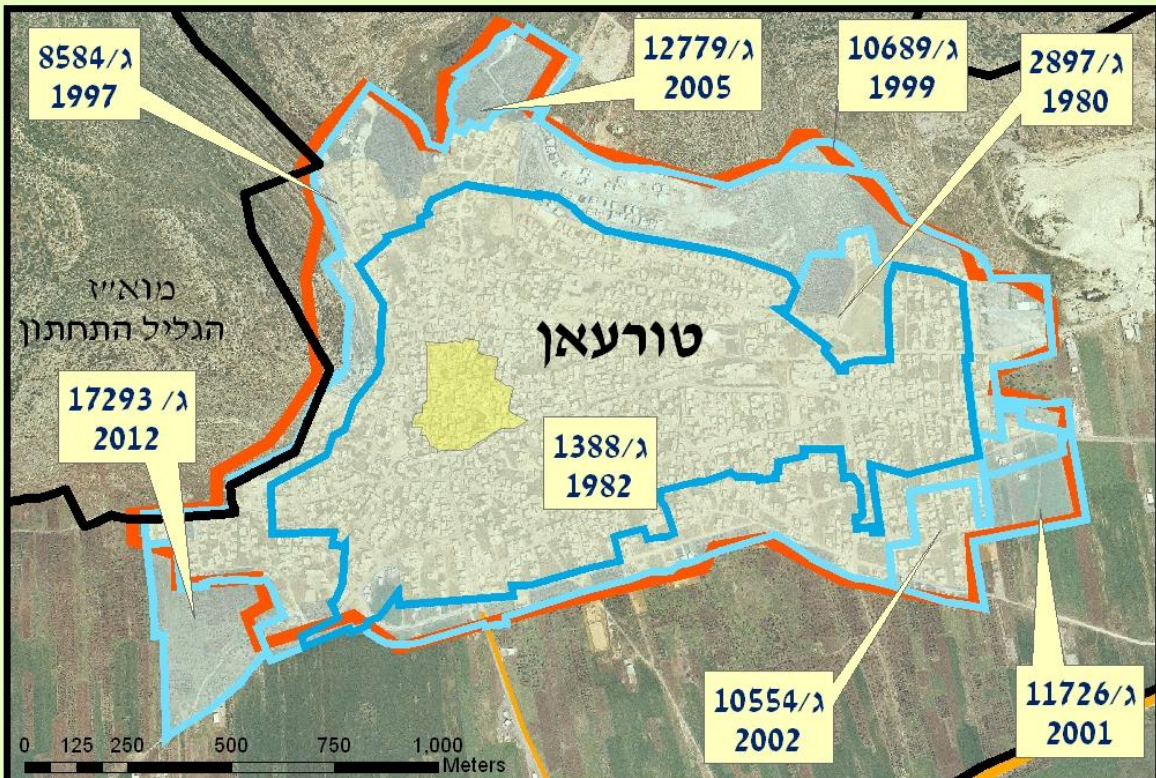 ג/8584
1997
ג/12779
2005
ג/10689
1999
ג/2897
1980
מוא״ז
הגליל התחתון
טורעאן
ג/ 17293
2012
ג/1388
1982
ג/10554
2002
ג/11726
2001
0 125 250 500 750 1,000
Meters